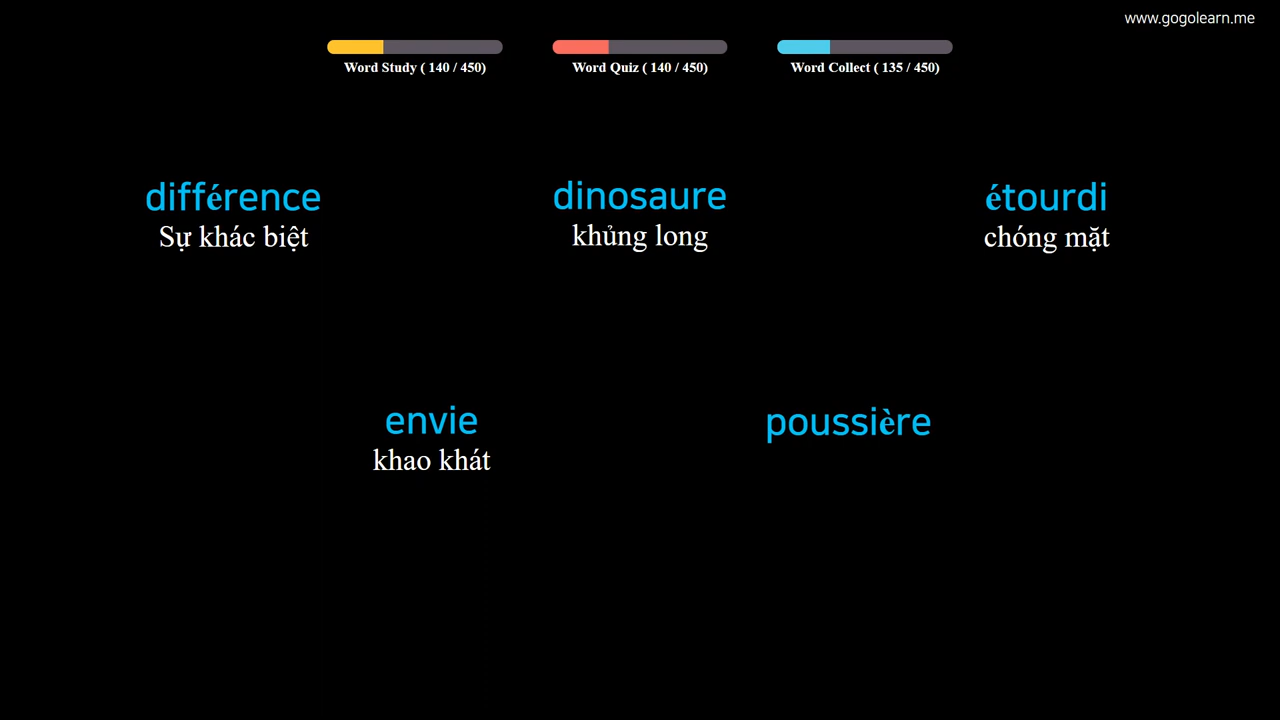 www.gogolearn.me
Word Study ( 140 / 450)
Word Quiz ( 140 / 450)
Word Collect ( 135 / 450)
différence
Sự khác biệt
dinosaure
khủng long
étourdi
chóng mặt
envie
khao khát
poussière